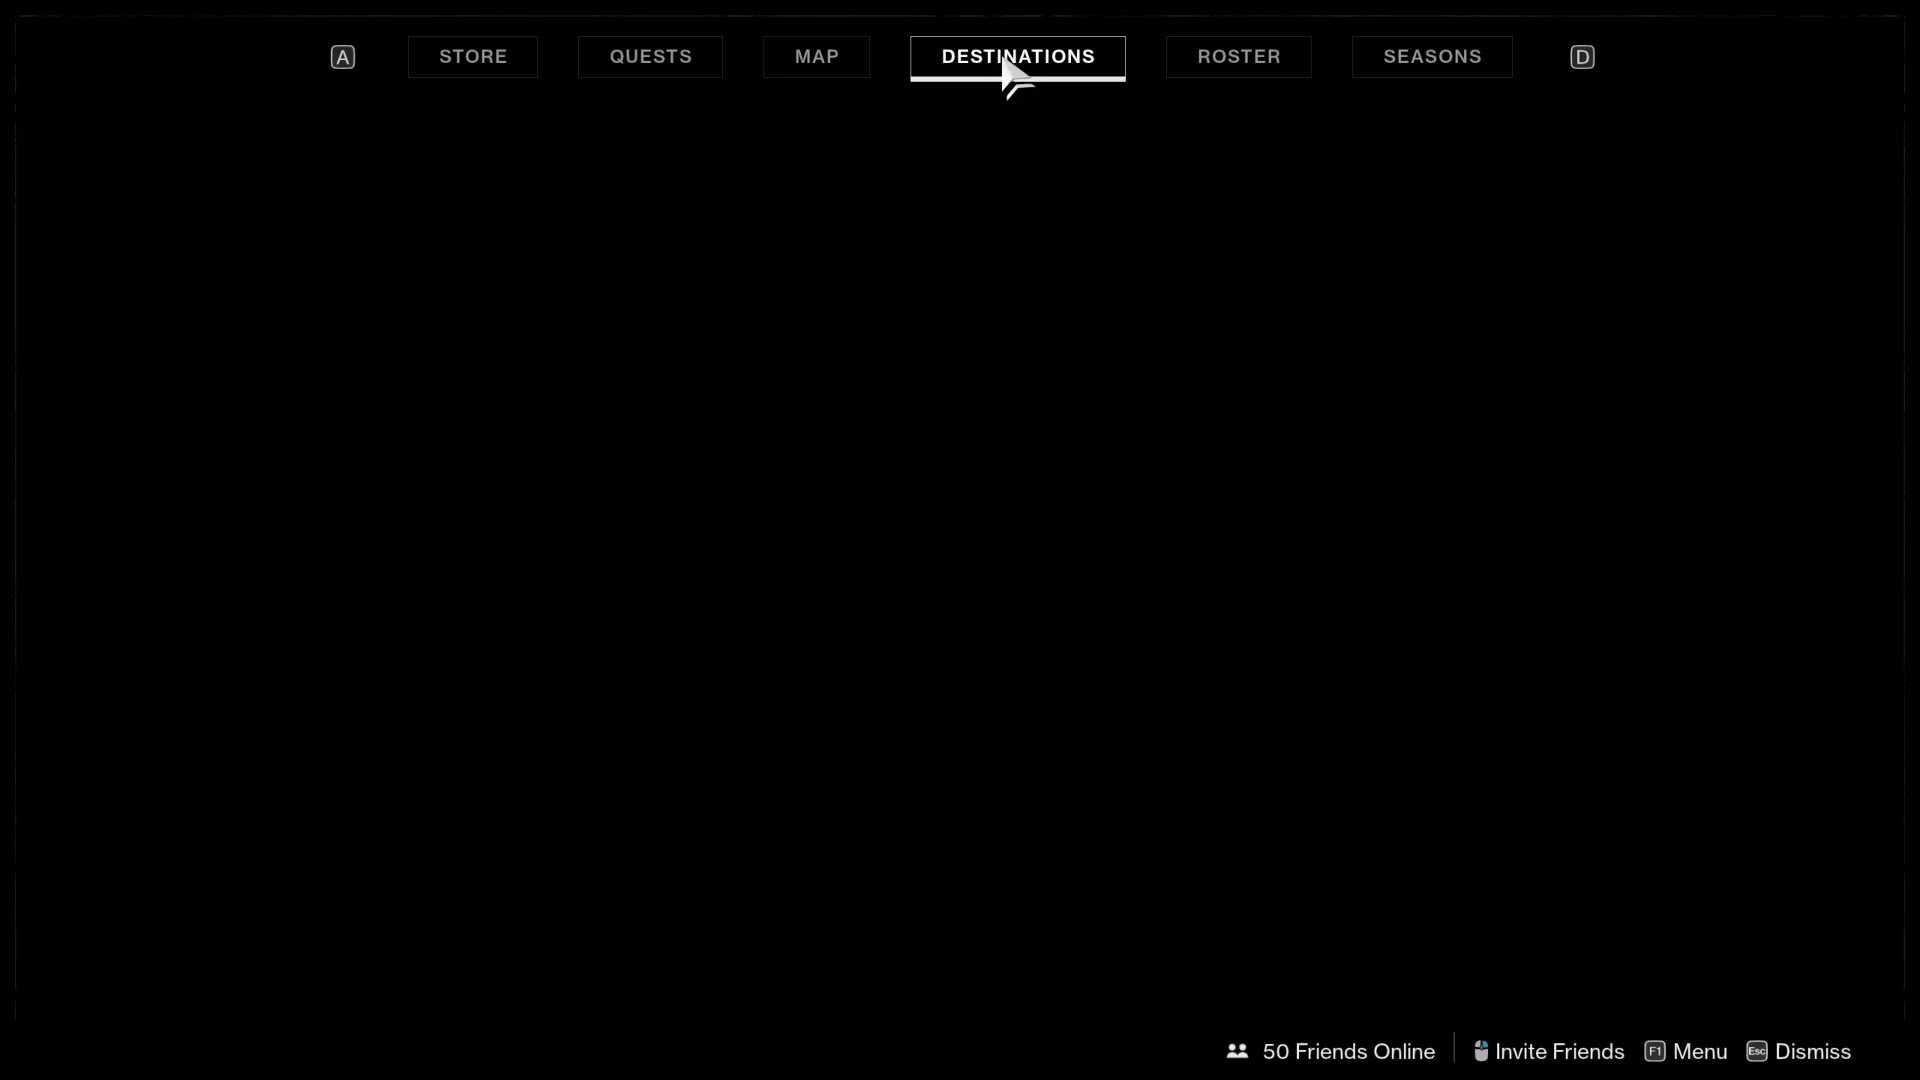 A STORE QUESTS MAP DESTINATIONS ROSTER SEASONS D
50 Friends Online Invite Friends F1 Menu Esc Dismiss